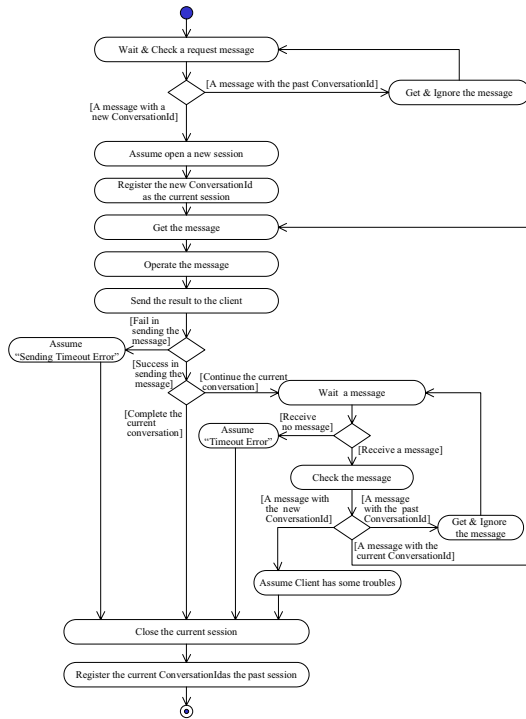 Wait & Check a request message
[A message with the past ConversationId]
Get & Ignore the message
[A message with a
new ConversationId]
Assume open a new session
Register the new ConversationId
as the current session
Get the message
Operate the message
Send the result to the client
[Fail in
sending the
message]
Assume
“Sending Timeout Error”
[Success in
sending the
message]
[Continue the current
conversation]
Wait a message
[Complete the
current
conversation]
Assume
“Timeout Error”
[Receive
no message]
[Receive a message]
Check the message
[A message with
the new
ConversationId]
[A message
with the past
ConversationId]
Get & Ignore
the message
[A message with the
current ConversationId]
Assume Client has some troubles
Close the current session
Register the current ConversationIdas the past session